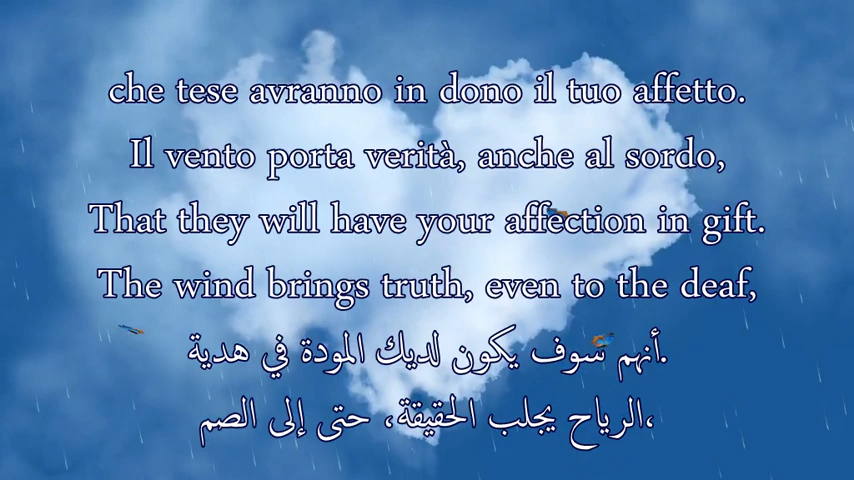 che tese avranno in dono il tuo affetto.
Il vento porta verità, anche al sordo,
That they will have your affection in gift.
The wind brings truth, even to the deaf,
أنهم سوف يكون لديك المودة في هدية.
الرياح يجلب الحقيقة، حتى إلى الصم،